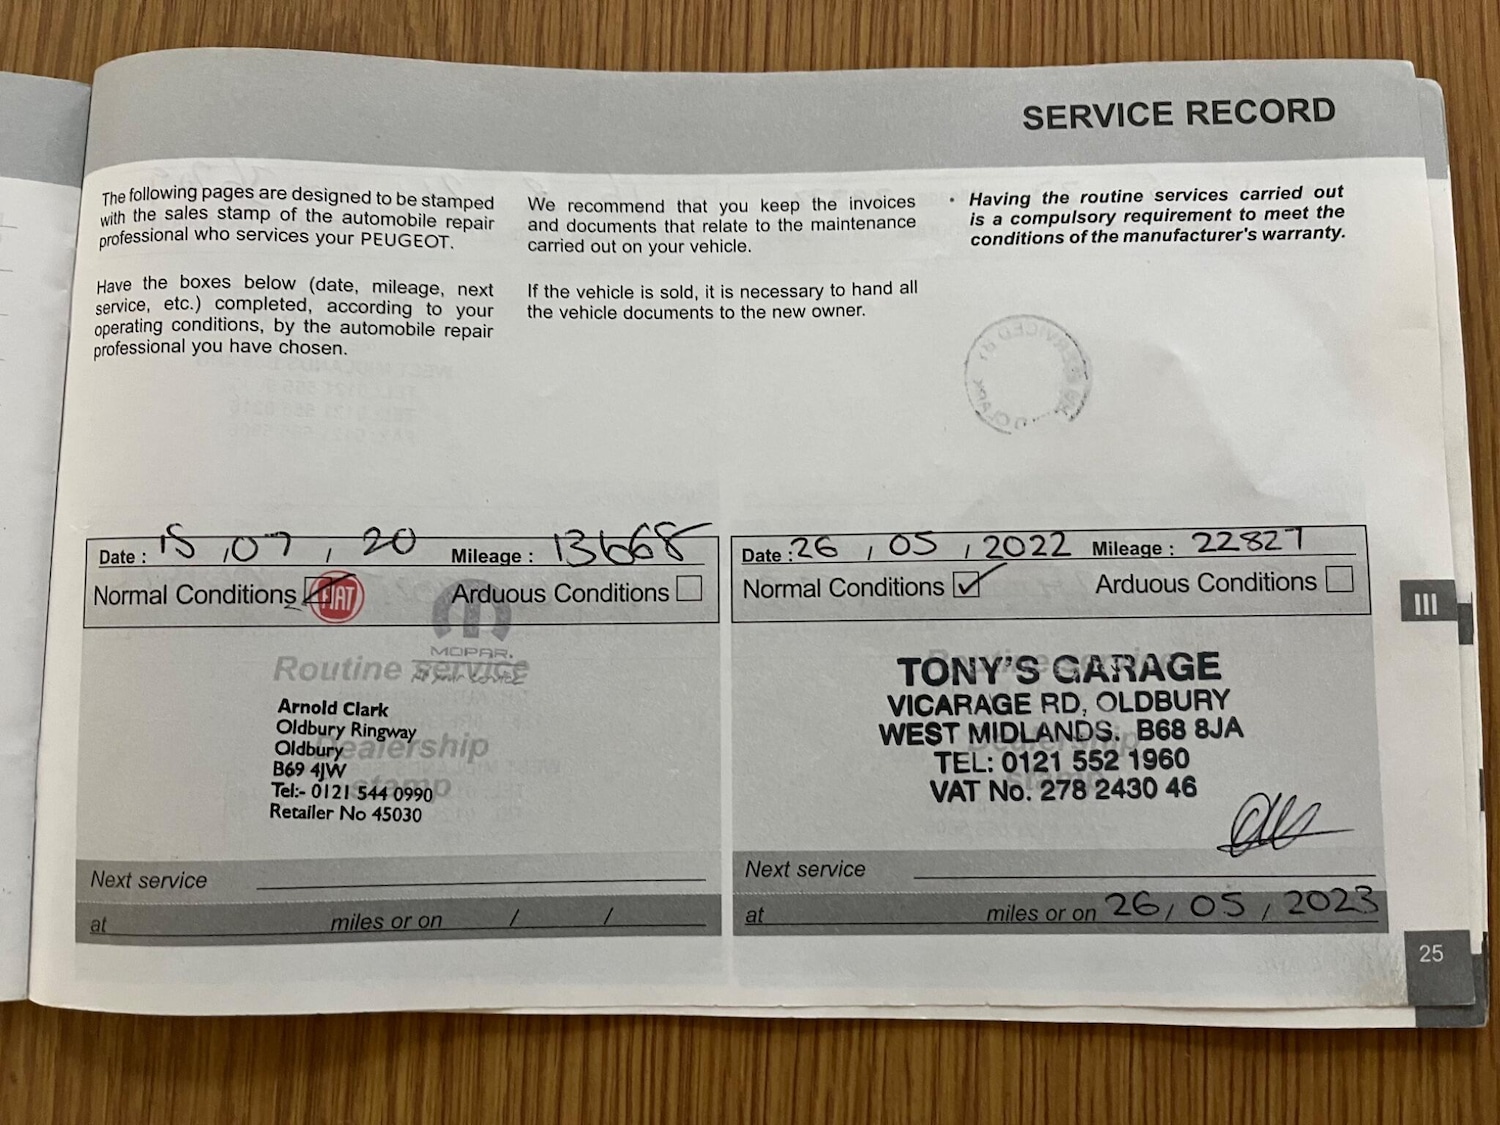 SERVICE RECORD
The following pages are designed to be stamped
with the sales stamp of the automobile repair
professional who services your PEUGEOT.
Have the boxes below (date, mileage, next
service, etc.) completed, according to your
operating conditions, by the automobile repair
professional you have chosen.
We recommend that you keep the invoices
and documents that relate to the maintenance
carried out on your vehicle.
If the vehicle is sold, it is necessary to hand all
the vehicle documents to the new owner.
• Having the routine services carried out
is a compulsory requirement to meet the
conditions of the manufacturer's warranty.
Date : 15 / 07 / 20 Mileage : 13668
Normal Conditions Arduous Conditions
FIAT
MOPAR.
Routine service
Arnold Clark
Oldbury Ringway
Oldbury
Dealership
B69 4JW
stamp
Tel:- 0121 544 0990
Retailer No 45030
Next service
at miles or on / /
Date : 26 / 05 / 2022 Mileage : 22827
Normal Conditions Arduous Conditions
Routine service
TONY'S GARAGE
VICARAGE RD, OLDBURY
WEST MIDLANDS. B68 8JA
Dealership
TEL: 0121 552 1960
stamp
VAT No. 278 2430 46
Next service
at miles or on 26 / 05 / 2023
III
25